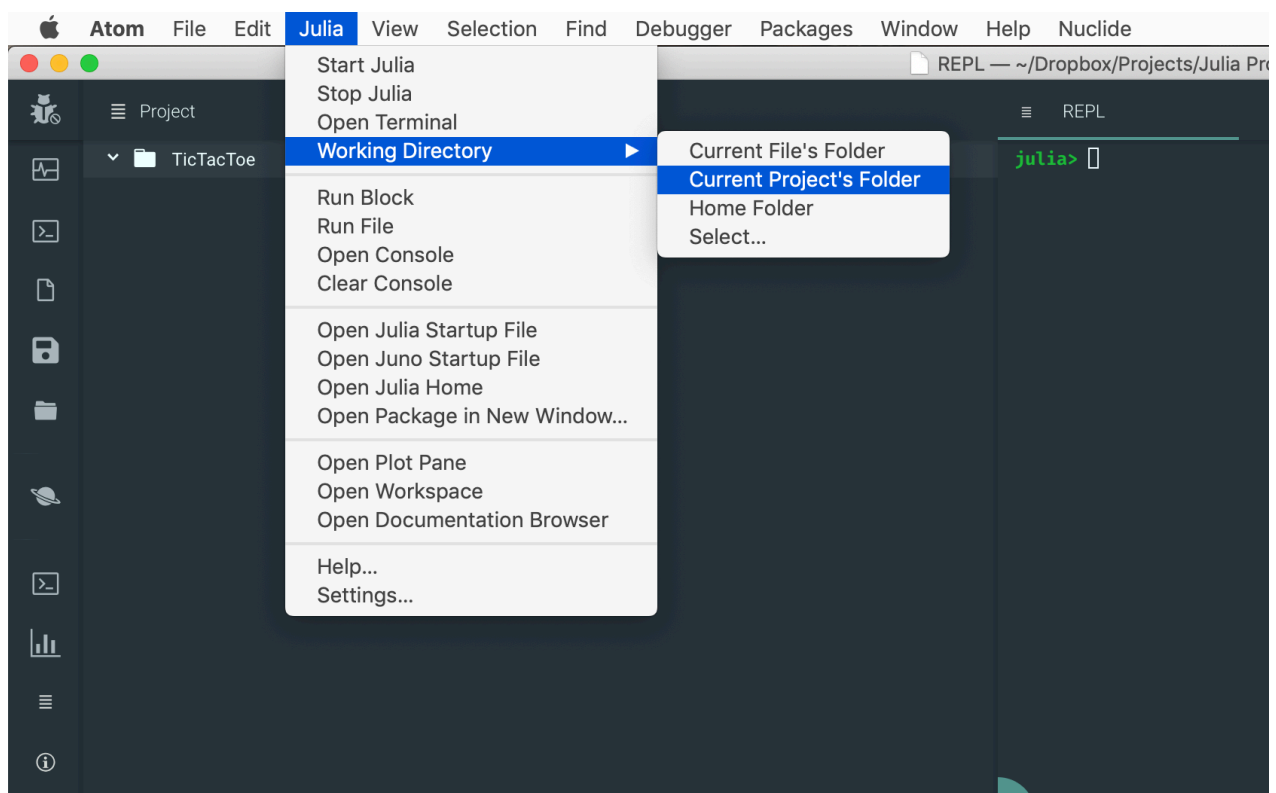 Atom File Edit Julia View Selection Find Debugger Packages Window Help Nuclide
REPL — ~/Dropbox/Projects/Julia Pro
Project
REPL
TicTacToe
julia>
Start Julia
Stop Julia
Open Terminal
Working Directory
Run Block
Run File
Open Console
Clear Console
Open Julia Startup File
Open Juno Startup File
Open Julia Home
Open Package in New Window...
Open Plot Pane
Open Workspace
Open Documentation Browser
Help...
Settings...
Current File's Folder
Current Project's Folder
Home Folder
Select...